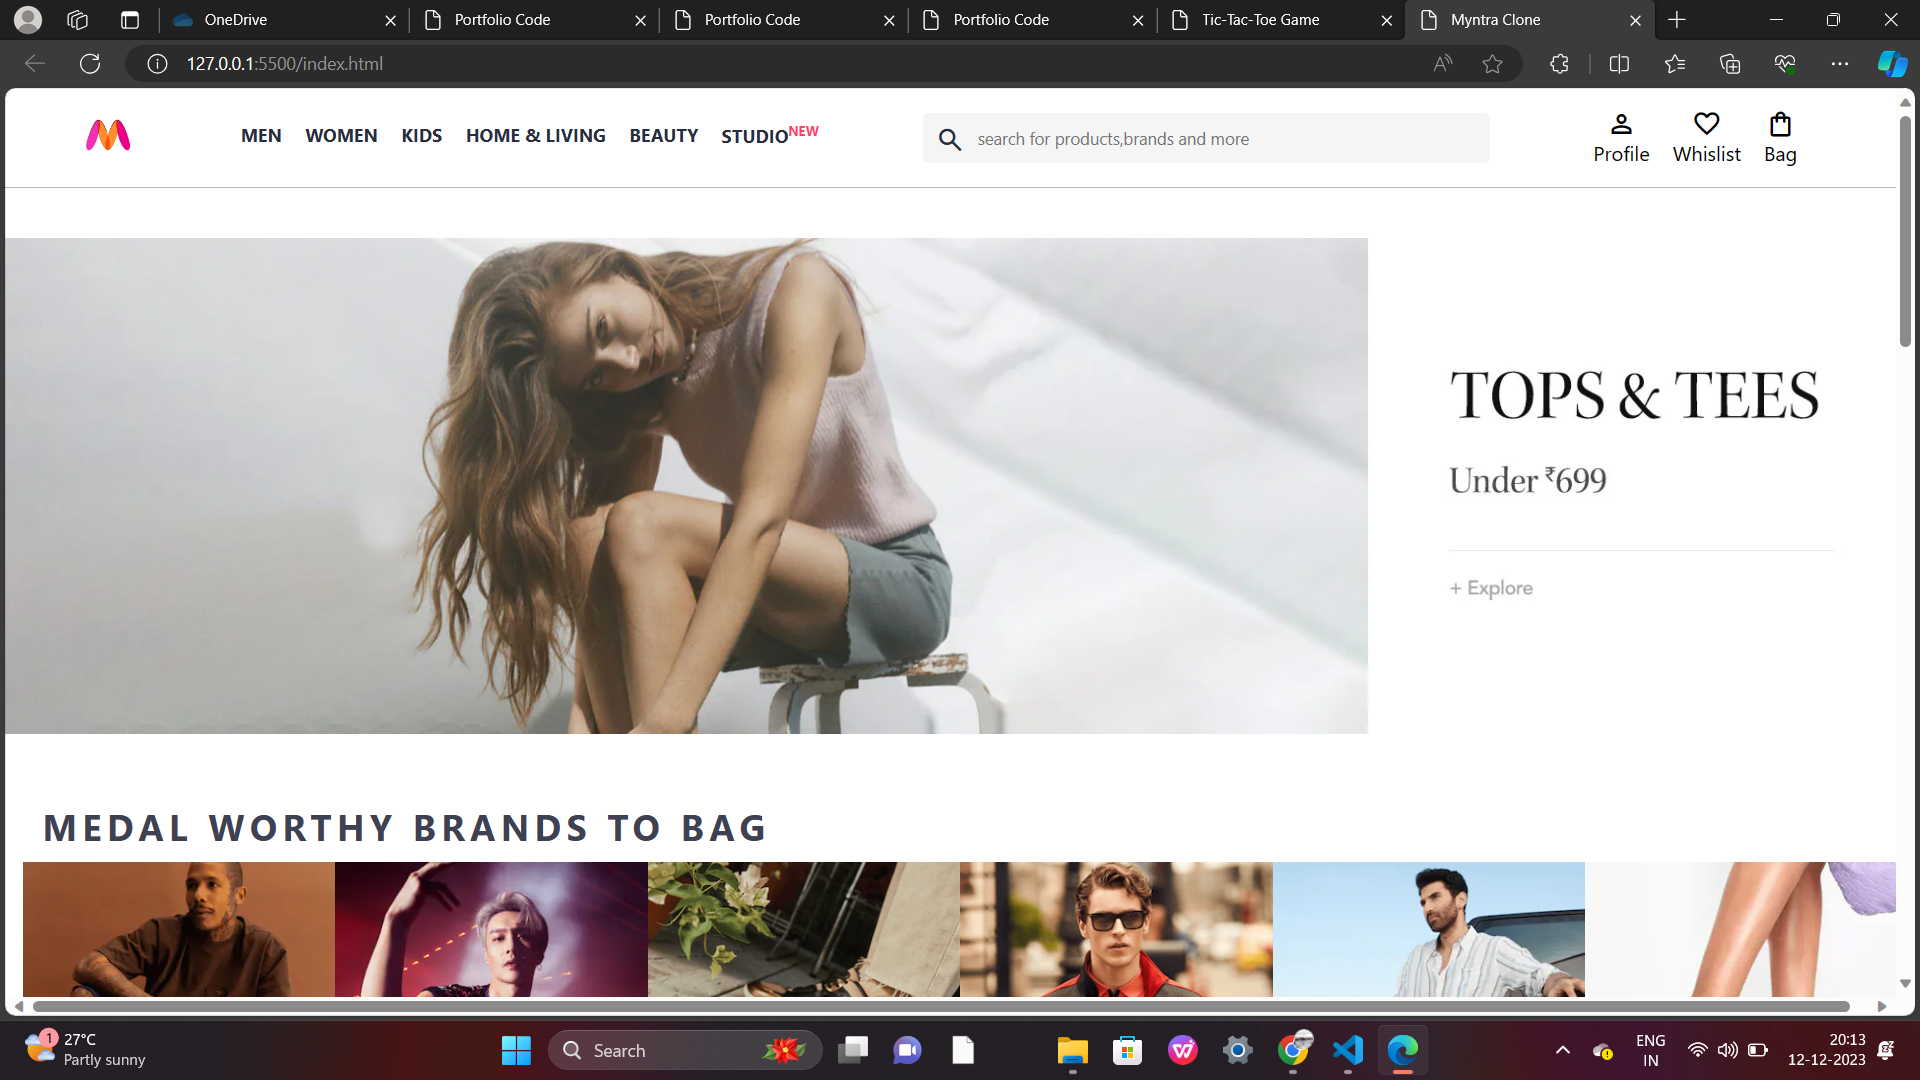 OneDrive
Portfolio Code
Portfolio Code
Portfolio Code
Tic-Tac-Toe Game
Myntra Clone
127.0.0.1:5500/index.html
MEN WOMEN KIDS HOME & LIVING BEAUTY STUDIONEW
search for products,brands and more
Profile Whislist Bag
TOPS & TEES
Under ₹699
+ Explore
MEDAL WORTHY BRANDS TO BAG
1
27°C
Partly sunny
Search
ENG
IN
20:13
12-12-2023